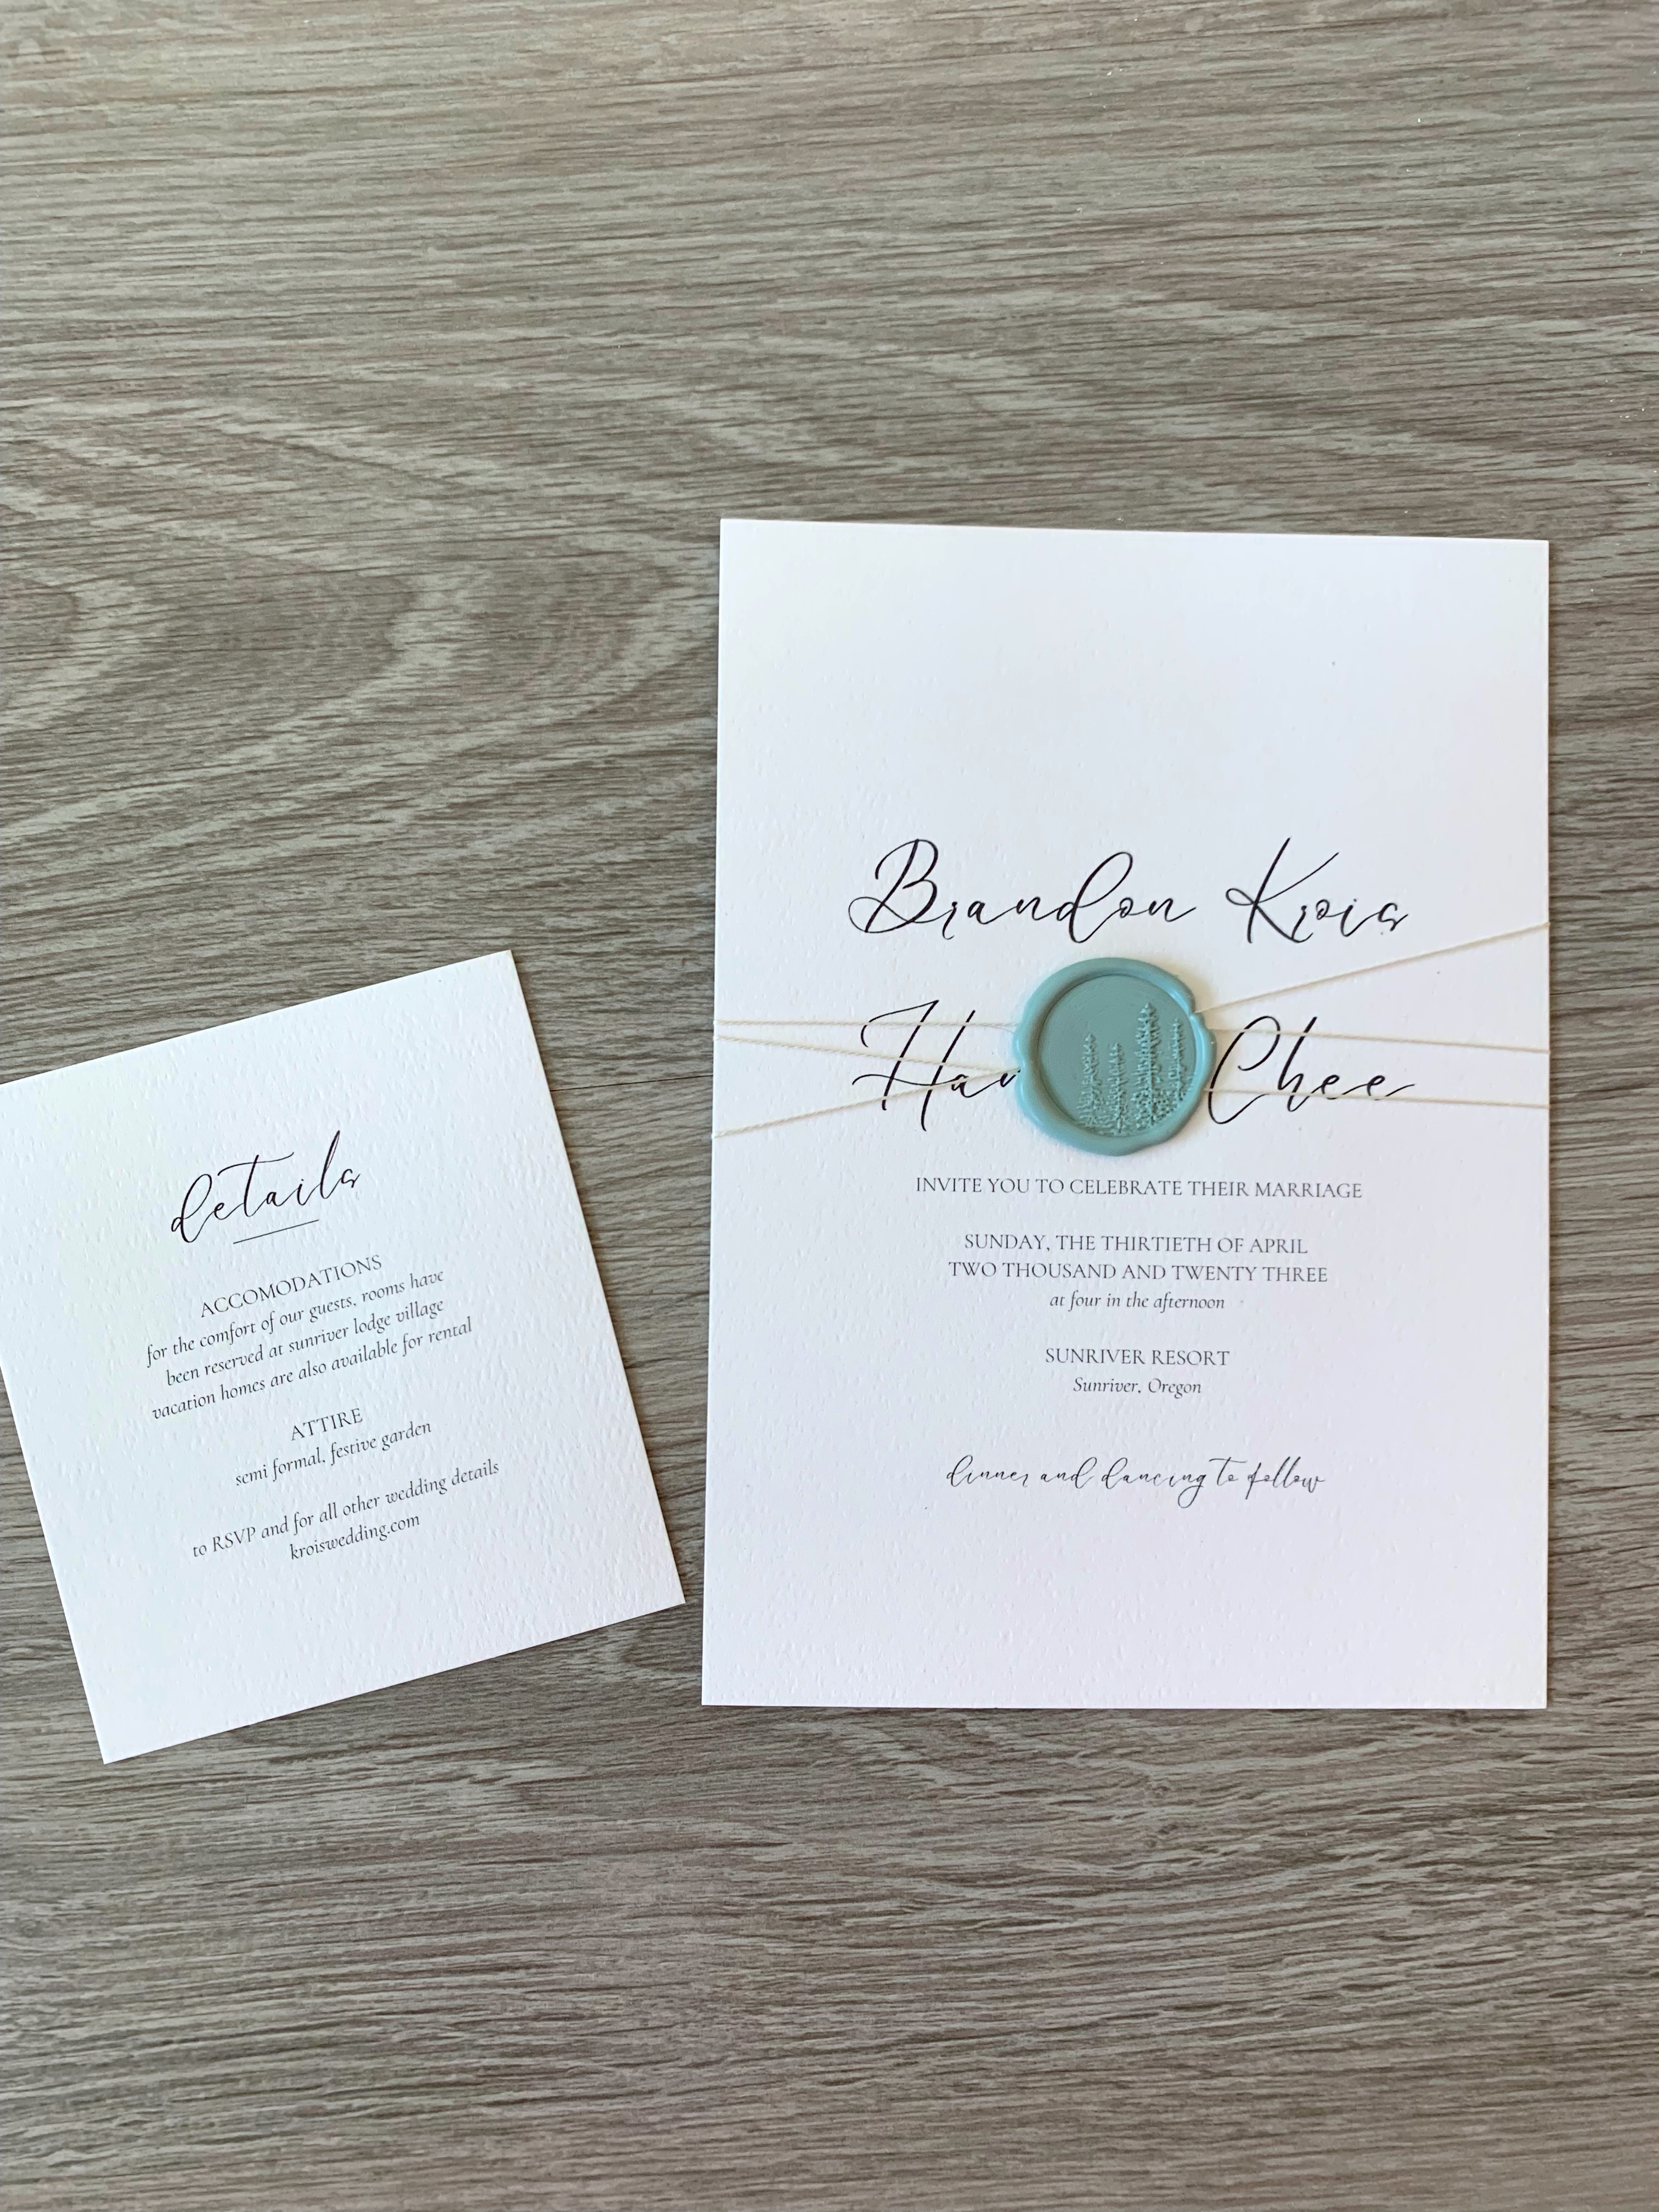 details
ACCOMODATIONS
for the comfort of our guests, rooms have
been reserved at sunriver lodge village
vacation homes are also available for rental
ATTIRE
semi formal, festive garden
to RSVP and for all other wedding details
kroiswedding.com
Brandon Krois
Chee
INVITE YOU TO CELEBRATE THEIR MARRIAGE
SUNDAY, THE THIRTIETH OF APRIL
TWO THOUSAND AND TWENTY THREE
at four in the afternoon
SUNRIVER RESORT
Sunriver, Oregon
dinner and dancing to follow